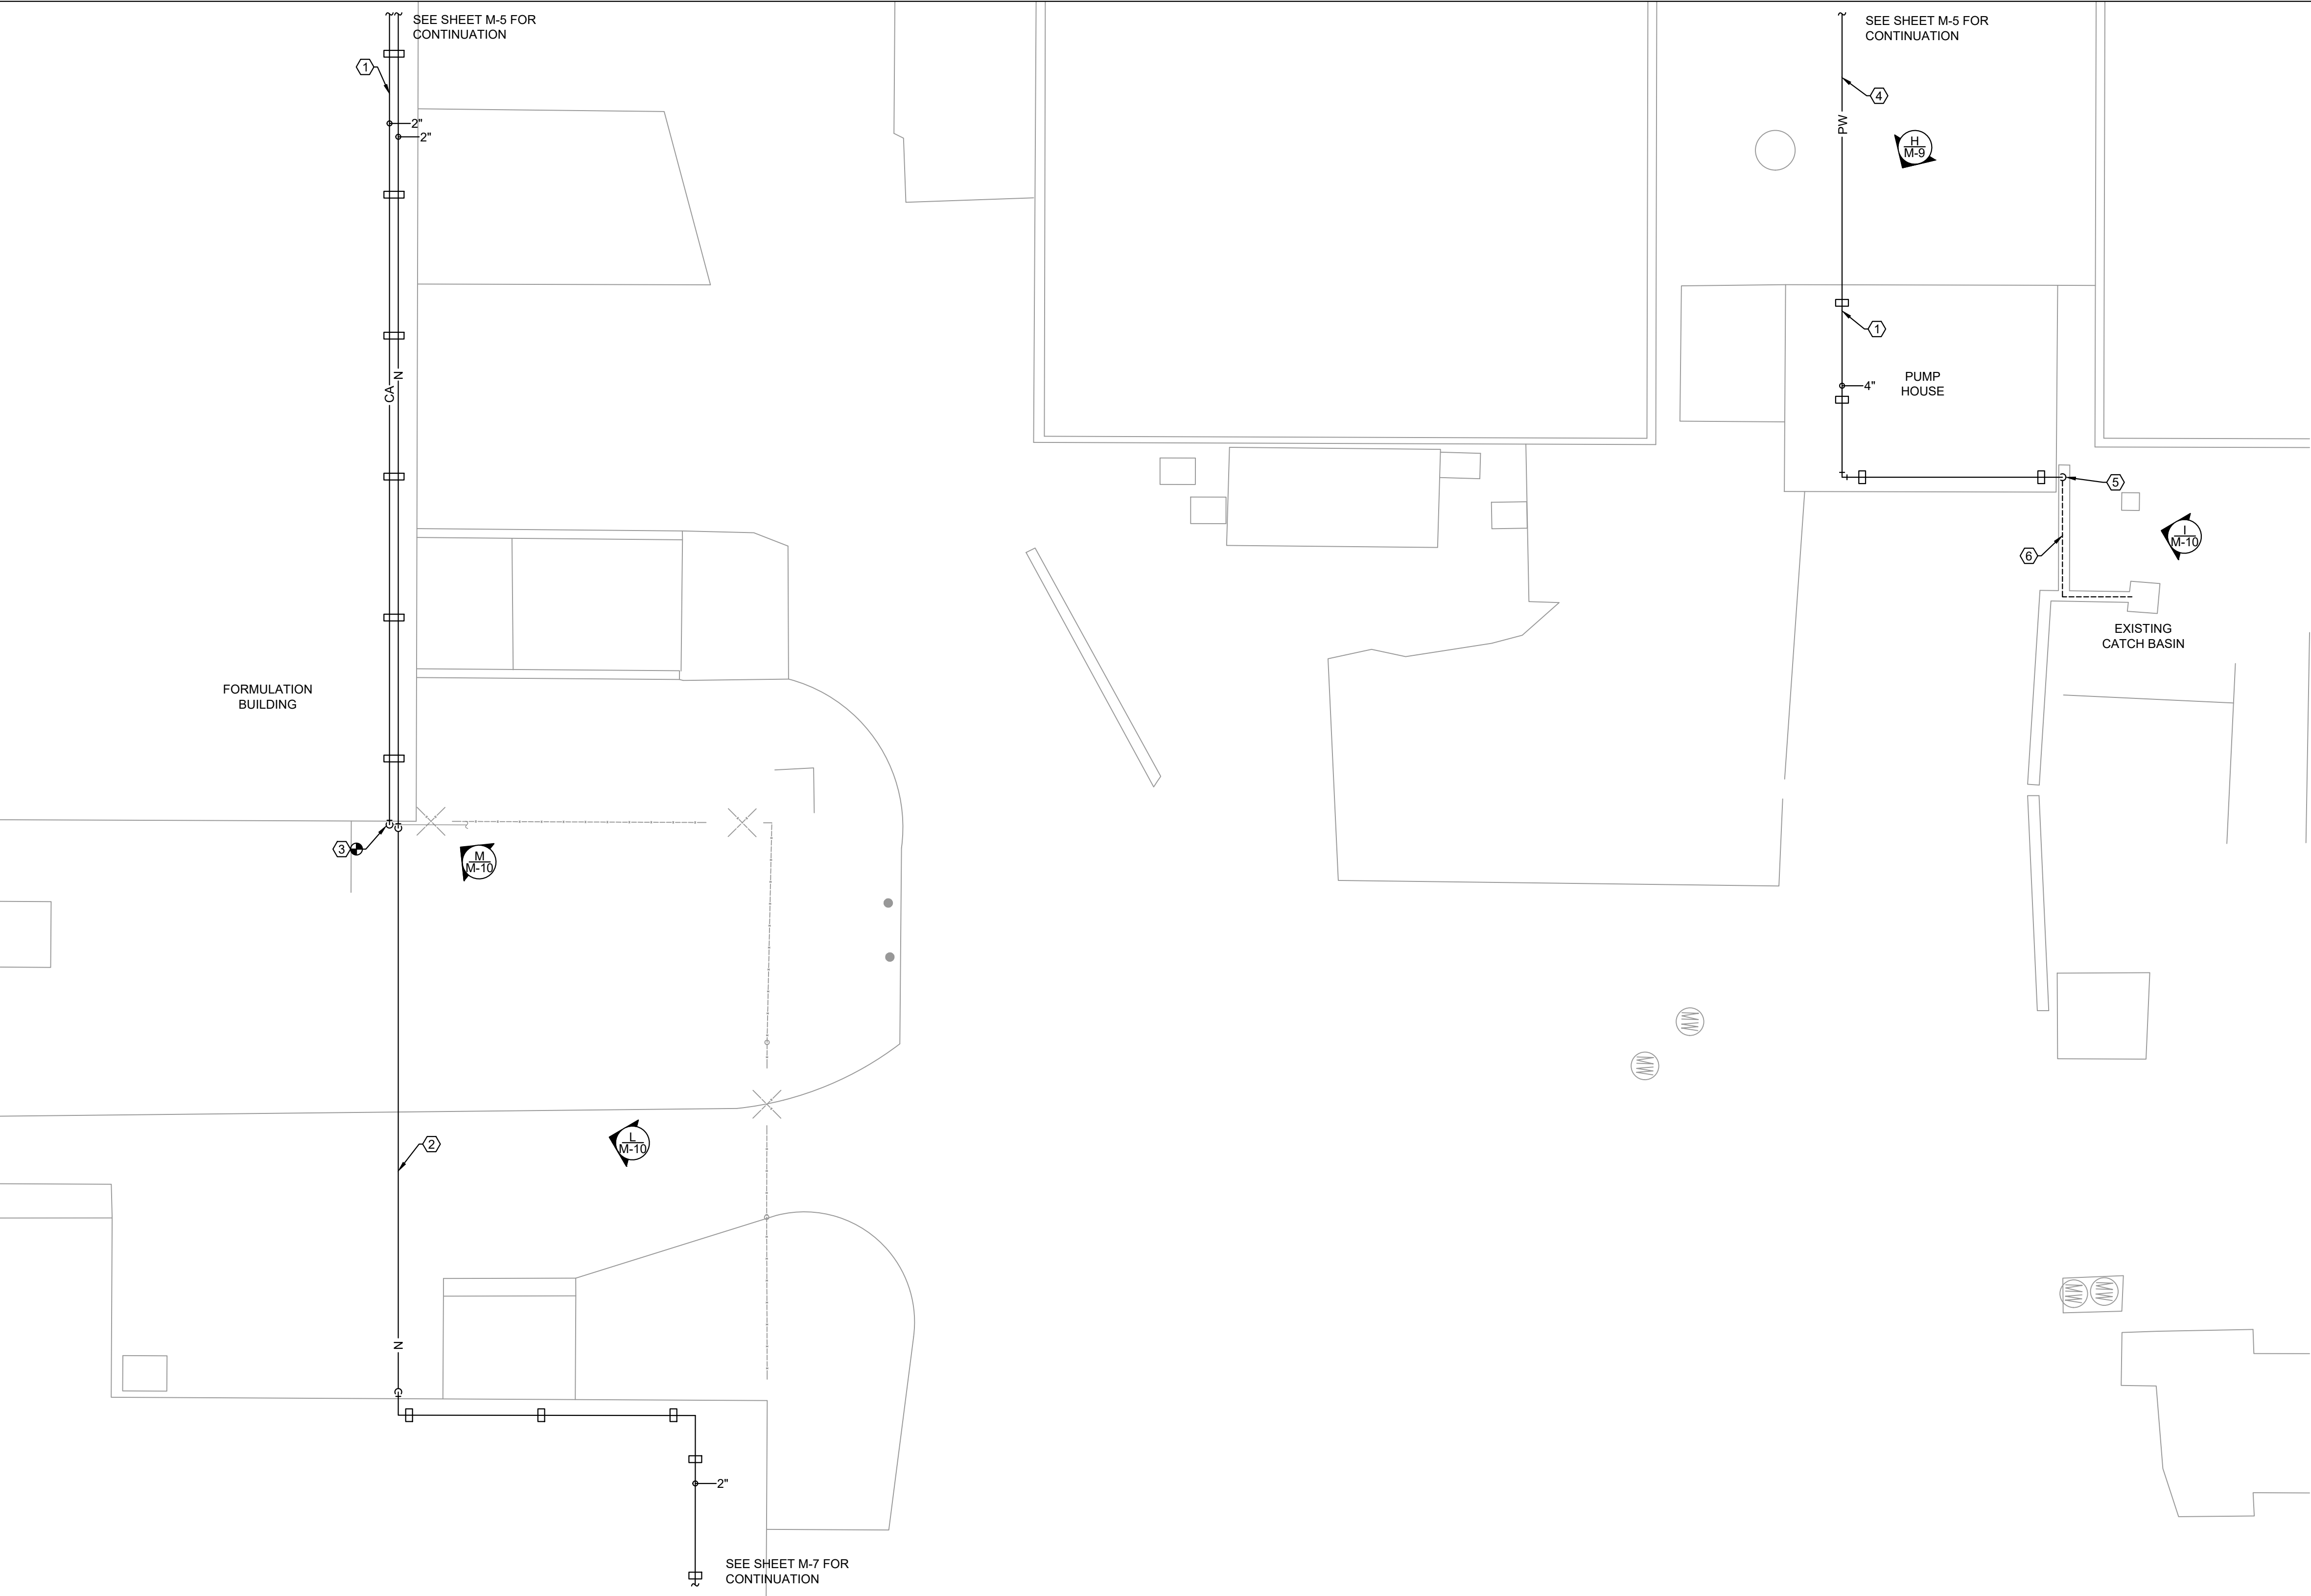 SEE SHEET M-5 FOR
CONTINUATION
1
2"
2"
N
CA
FORMULATION
BUILDING
3
M
M-10
2
L
M-10
N
2"
SEE SHEET M-7 FOR
CONTINUATION
SEE SHEET M-5 FOR
CONTINUATION
4
PW
H
M-9
1
4"
PUMP
HOUSE
5
I
M-10
6
EXISTING
CATCH BASIN